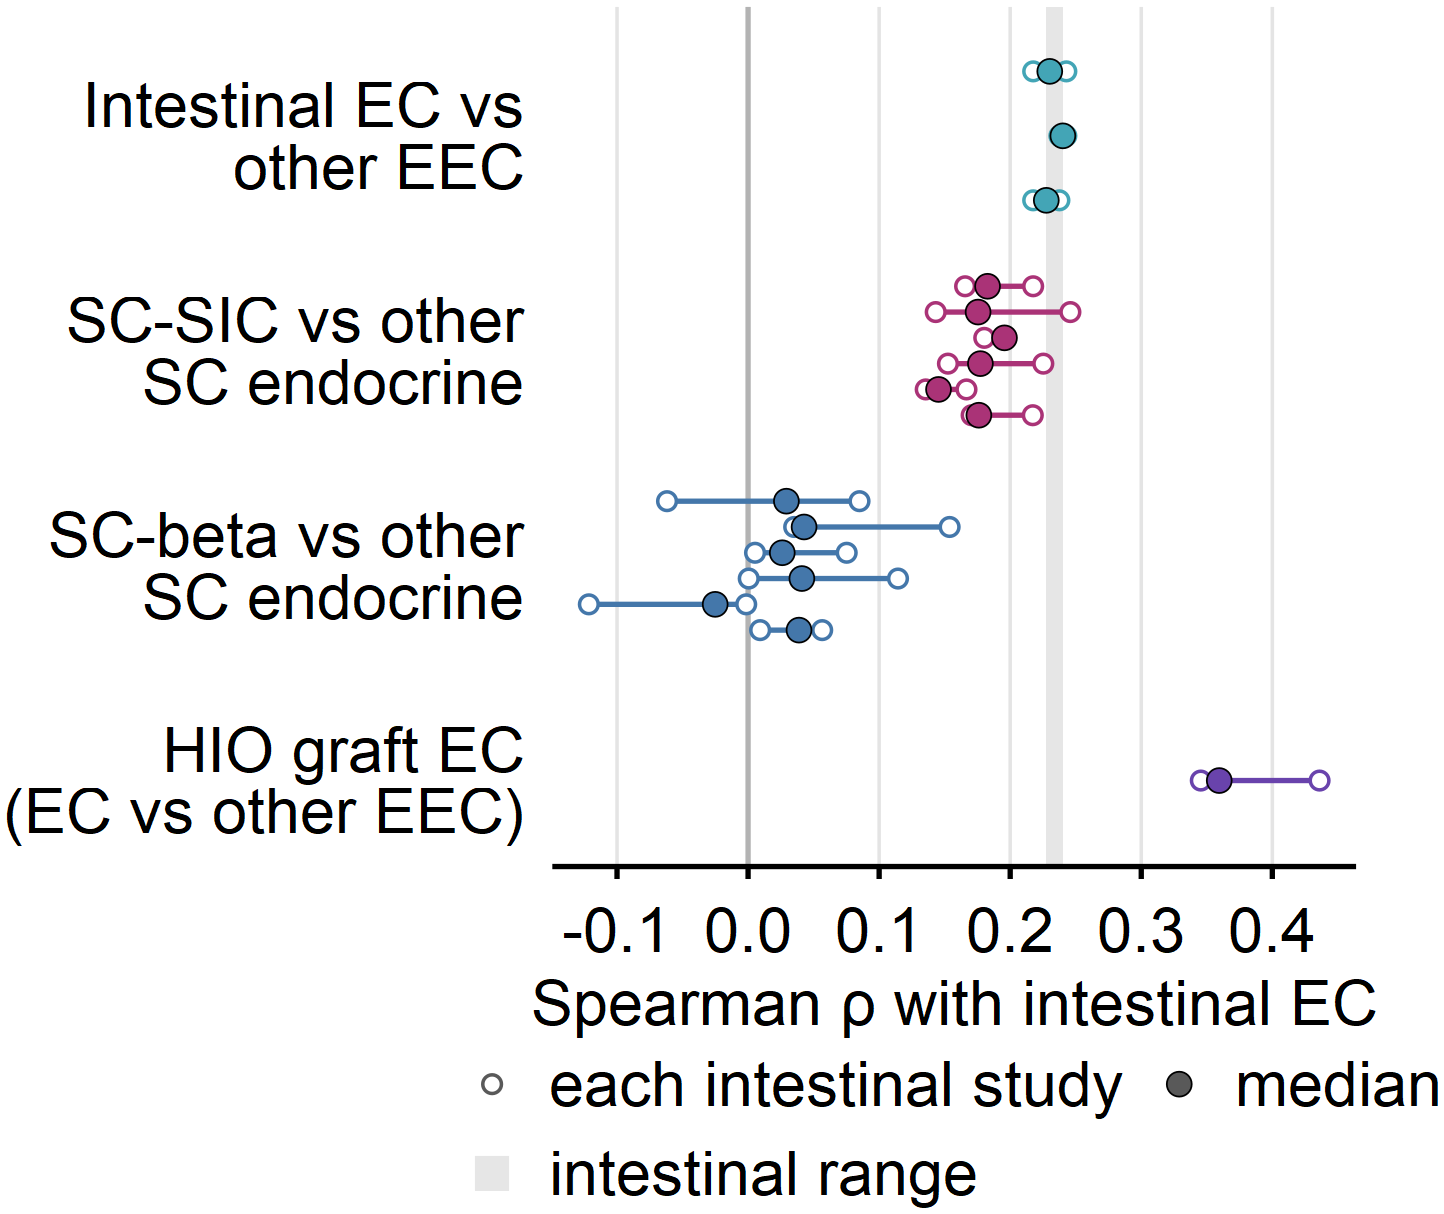 Intestinal EC vs
other EEC
SC-SIC vs other
SC endocrine
SC-beta vs other
SC endocrine
HIO graft EC
(EC vs other EEC)
-0.1 0.0 0.1 0.2 0.3 0.4
Spearman ρ with intestinal EC
each intestinal study median
intestinal range